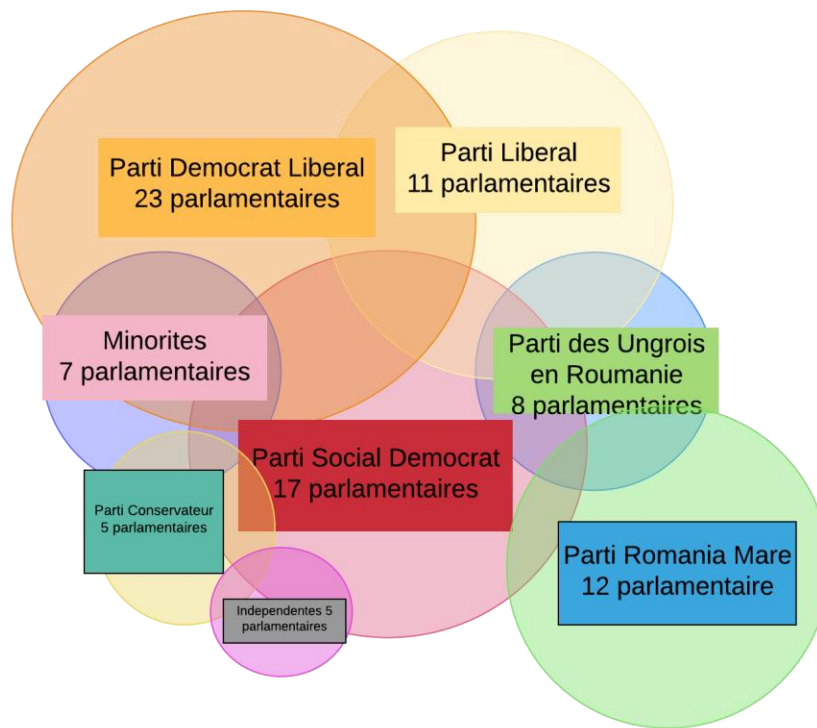 Parti Democrat Liberal
23 parlamentaires
Parti Liberal
11 parlamentaires
Minorites
7 parlamentaires
Parti des Ungrois
en Roumanie
8 parlamentaires
Parti Social Democrat
17 parlamentaires
Parti Conservateur
5 parlamentaires
Parti Romania Mare
12 parlamentaire
Independentes 5
parlamentaires